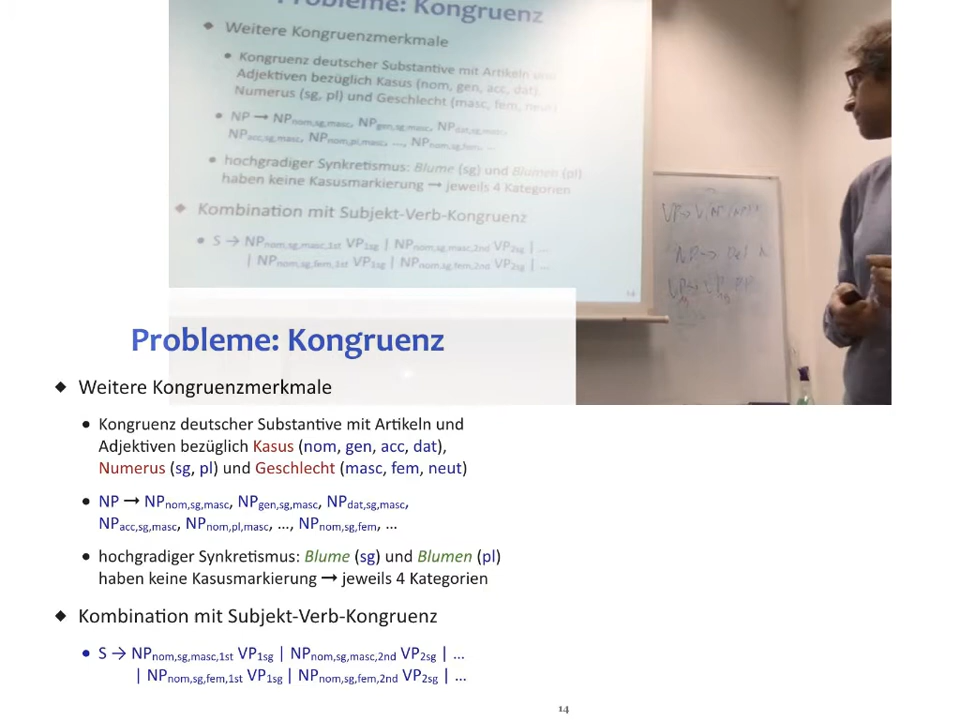 Probleme: Kongruenz
◆ Weitere Kongruenzmerkmale
• Kongruenz deutscher Substantive mit Artikeln und
Adjektiven bezüglich Kasus (nom, gen, acc, dat),
Numerus (sg, pl) und Geschlecht (masc, fem, neut)
• NP → NPnom,sg,masc, NPgen,sg,masc, NPdat,sg,masc,
NPacc,sg,masc, NPnom,pl,masc, ..., NPnom,sg,fem, ...
• hochgradiger Synkretismus: Blume (sg) und Blumen (pl)
haben keine Kasusmarkierung → jeweils 4 Kategorien
◆ Kombination mit Subjekt-Verb-Kongruenz
• S → NPnom,sg,masc,1st VP1sg | NPnom,sg,masc,2nd VP2sg | ...
| NPnom,sg,fem,1st VP1sg | NPnom,sg,fem,2nd VP2sg | ...
14
Probleme: Kongruenz
◆ Weitere Kongruenzmerkmale
• Kongruenz deutscher Substantive mit Artikeln und
Adjektiven bezüglich Kasus (nom, gen, acc, dat),
Numerus (sg, pl) und Geschlecht (masc, fem, neut)
• NP → NPnom,sg,masc, NPgen,sg,masc, NPdat,sg,masc,
NPacc,sg,masc, NPnom,pl,masc, ..., NPnom,sg,fem, ...
• hochgradiger Synkretismus: Blume (sg) und Blumen (pl)
haben keine Kasusmarkierung → jeweils 4 Kategorien
◆ Kombination mit Subjekt-Verb-Kongruenz
• S → NPnom,sg,masc,1st VP1sg | NPnom,sg,masc,2nd VP2sg | ...
| NPnom,sg,fem,1st VP1sg | NPnom,sg,fem,2nd VP2sg | ...
14